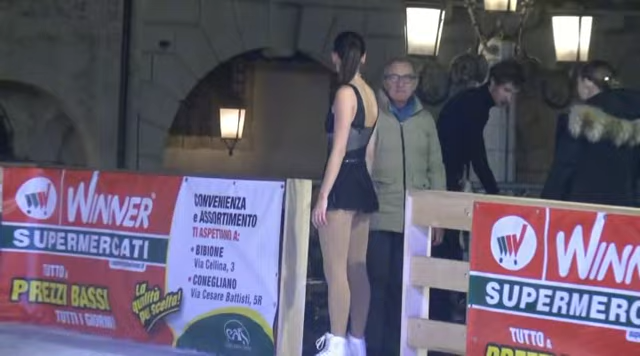 WINNER
SUPERMERCATI
TUTTO a
PREZZI BASSI
TUTTI i GIORNI
La qualità
più scelta!
CONVENIENZA
e ASSORTIMENTO
TI ASPETTANO A:
• BIBIONE
Via Cellina, 3
• CONEGLIANO
Via Cesare Battisti, 5R
WINN
SUPERMERC
TUTTO a